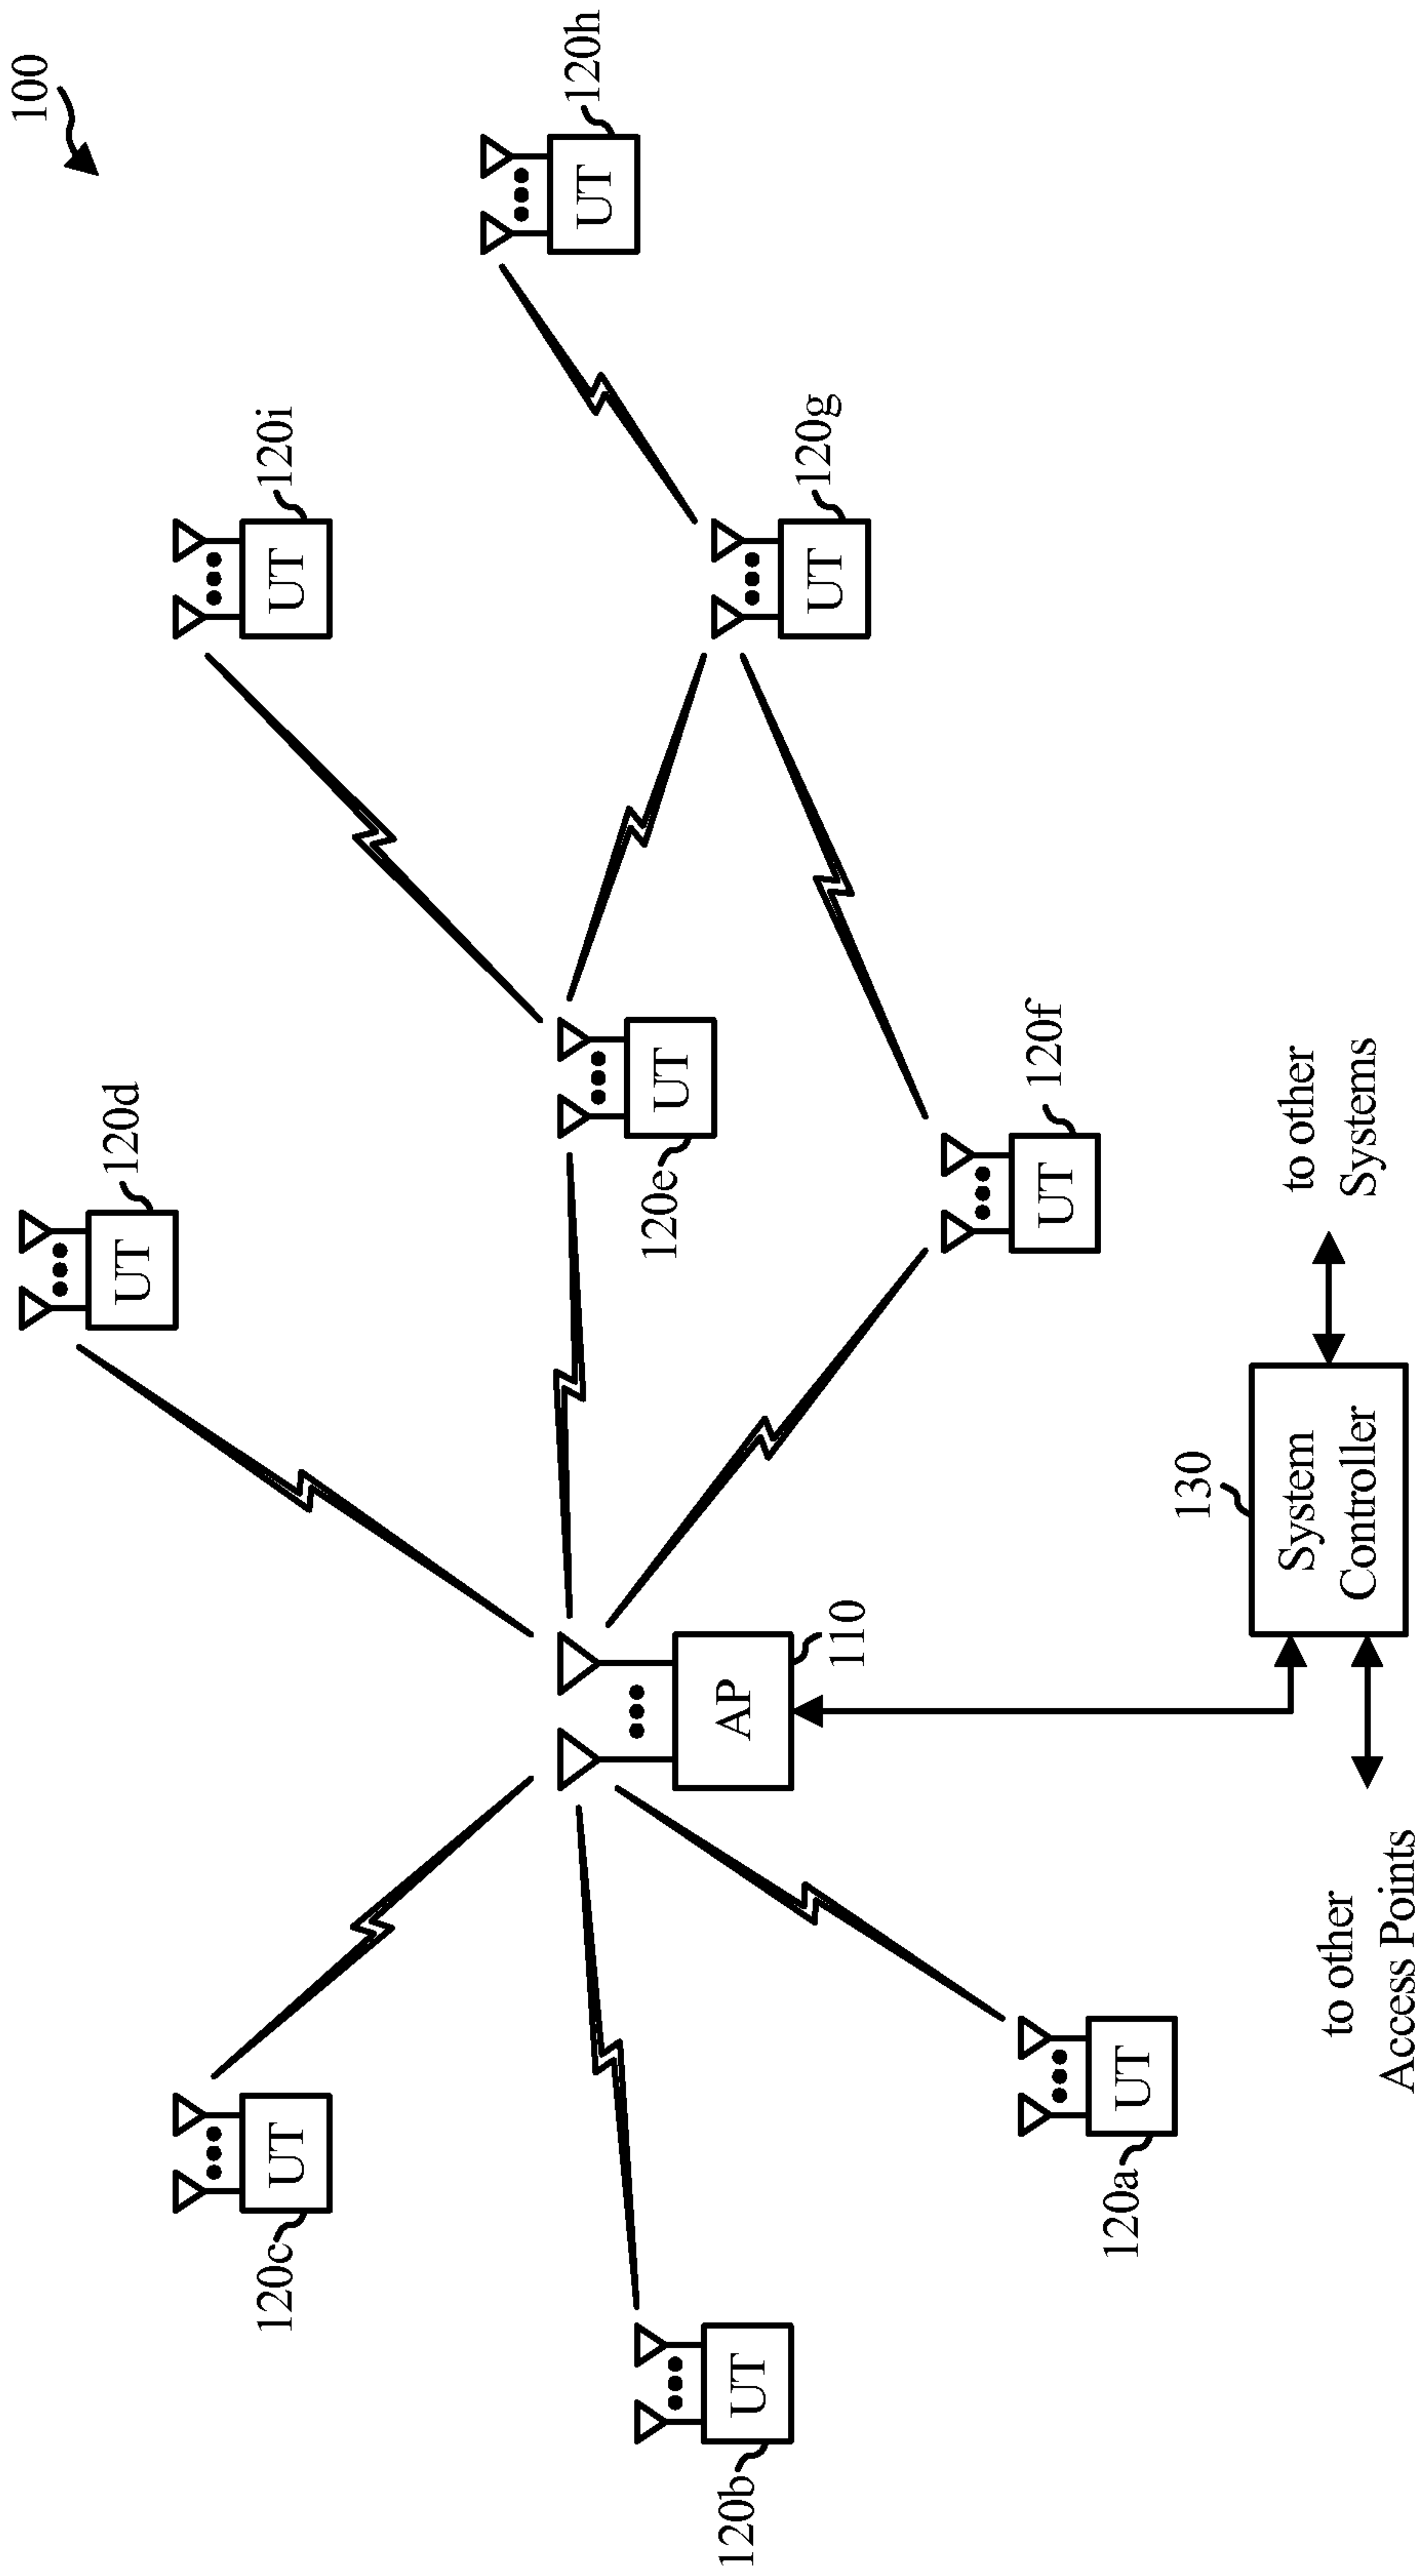 100
120d
UT
120i
UT
120c
UT
120h
UT
120e
UT
120g
UT
AP
110
120b
UT
120f
UT
120a
UT
130
System
Controller
to other
Systems
to other
Access Points